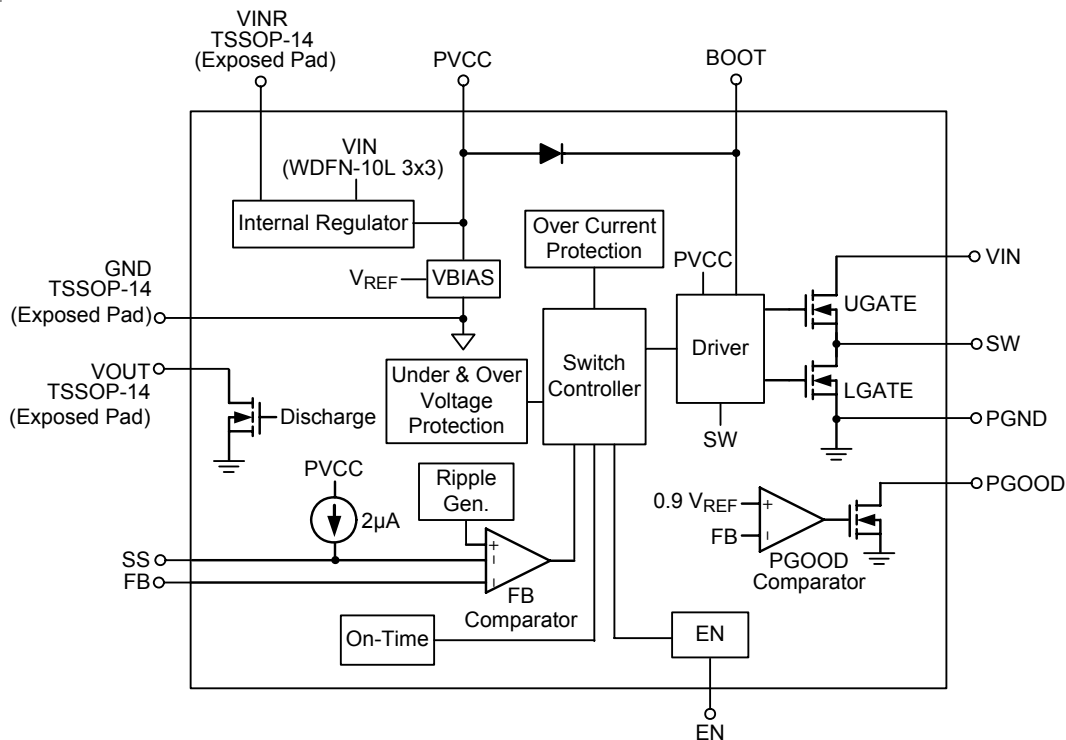 VINR
TSSOP-14
(Exposed Pad)
PVCC
BOOT
VIN
(WDFN-10L 3x3)
Internal Regulator
Over Current
Protection
PVCC
VIN
GND
TSSOP-14
(Exposed Pad)
VREF
VBIAS
UGATE
Driver
SW
Switch
Controller
VOUT
TSSOP-14
(Exposed Pad)
Under & Over
Voltage
Protection
LGATE
Discharge
PGND
SW
PVCC
Ripple
Gen.
PGOOD
2µA
0.9 VREF
+
FB
-
PGOOD
Comparator
SS
FB
+
-
-
FB
Comparator
On-Time
EN
EN